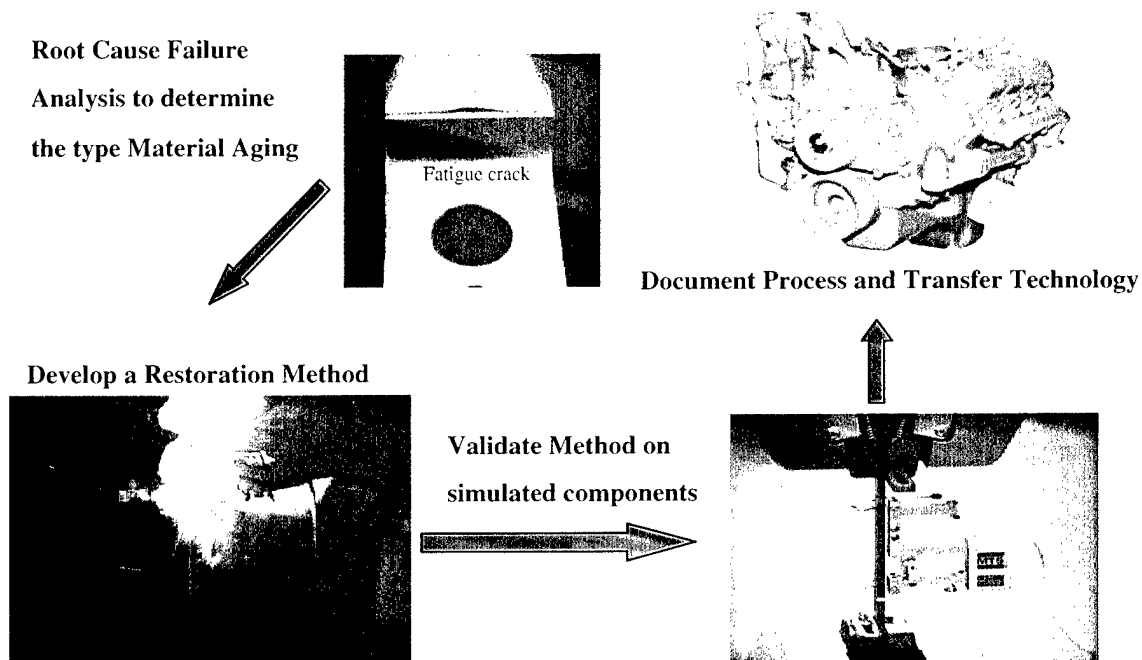 Root Cause Failure
Analysis to determine
the type Material Aging
Fatigue crack
Document Process and Transfer Technology
Develop a Restoration Method
Validate Method on
simulated components
MTS